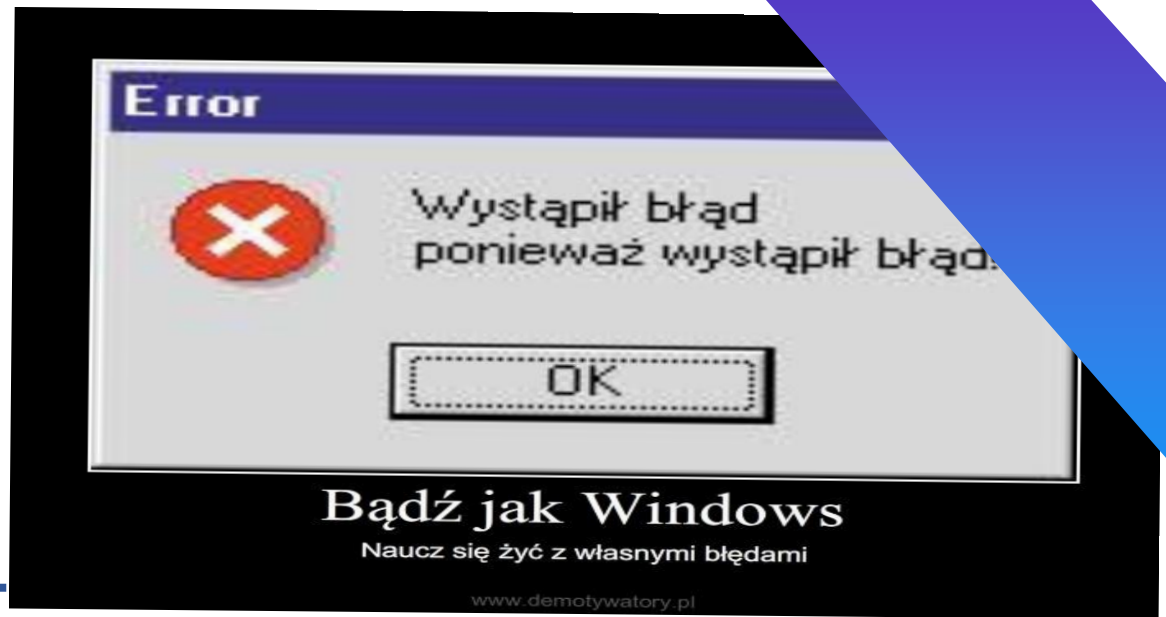 Error
Wystąpił błąd
ponieważ wystąpił błąd!
OK
Bądź jak Windows
Naucz się żyć z własnymi błędami
www.demotywatory.pl